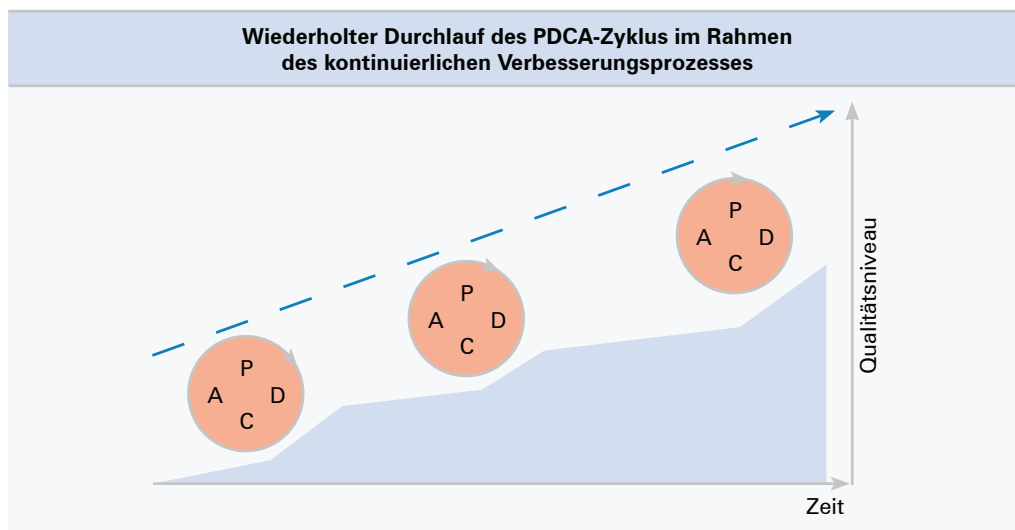 Wiederholter Durchlauf des PDCA-Zyklus im Rahmen
des kontinuierlichen Verbesserungsprozesses
P
A D
C
P
A D
C
P
A D
C
Qualitätsniveau
Zeit